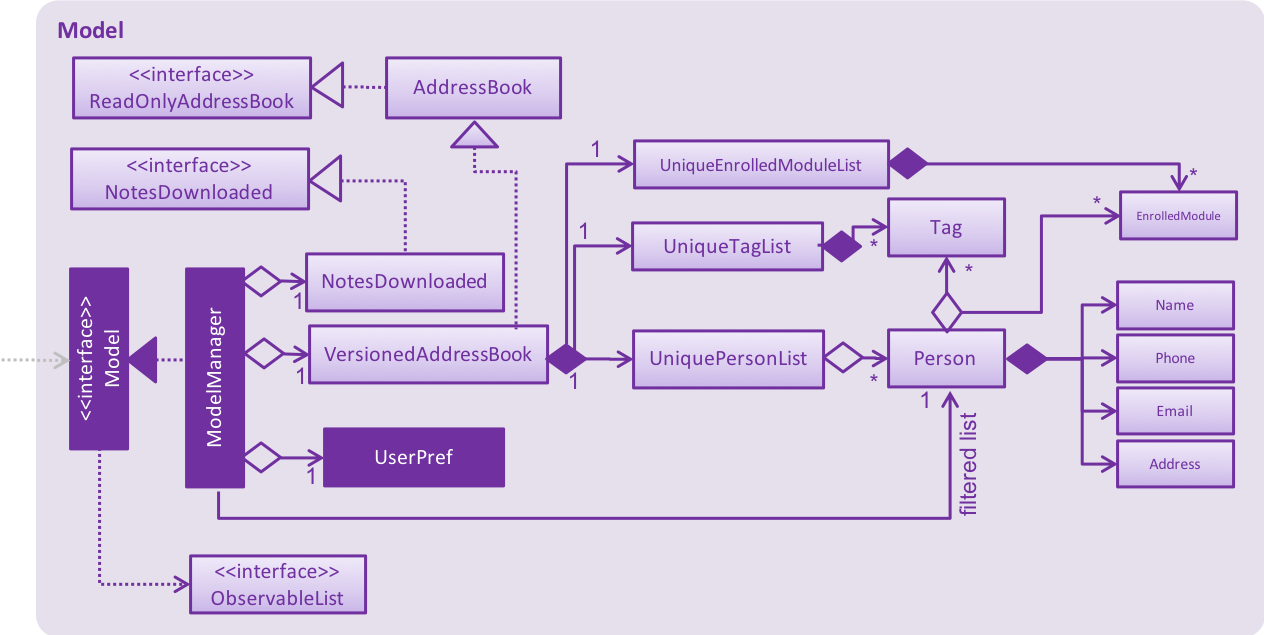 Model
<<interface>>
ReadOnlyAddressBook
AddressBook
<<interface>>
NotesDownloaded
1
UniqueEnrolledModuleList
*
*
EnrolledModule
1
UniqueTagList
*
Tag
*
<<interface>>
Model
ModelManager
1
NotesDownloaded
1
VersionedAddressBook
1
UniquePersonList
*
Person
1
filtered list
Name
Phone
Email
Address
1
UserPref
<<interface>>
ObservableList